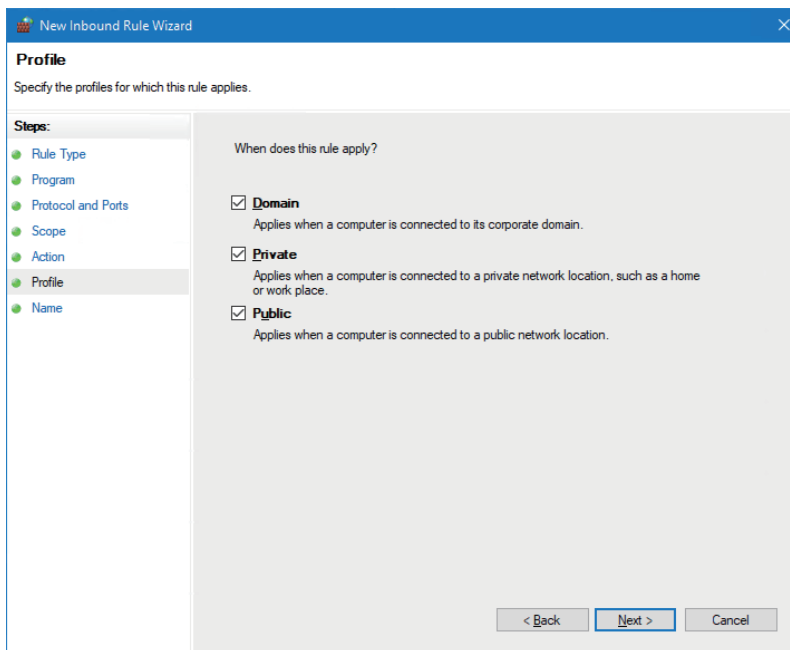 New Inbound Rule Wizard
Profile
Specify the profiles for which this rule applies.
Steps:
Rule Type
Program
Protocol and Ports
Scope
Action
Profile
Name
When does this rule apply?
Domain
Applies when a computer is connected to its corporate domain.
Private
Applies when a computer is connected to a private network location, such as a home
or work place.
Public
Applies when a computer is connected to a public network location.
< Back
Next >
Cancel